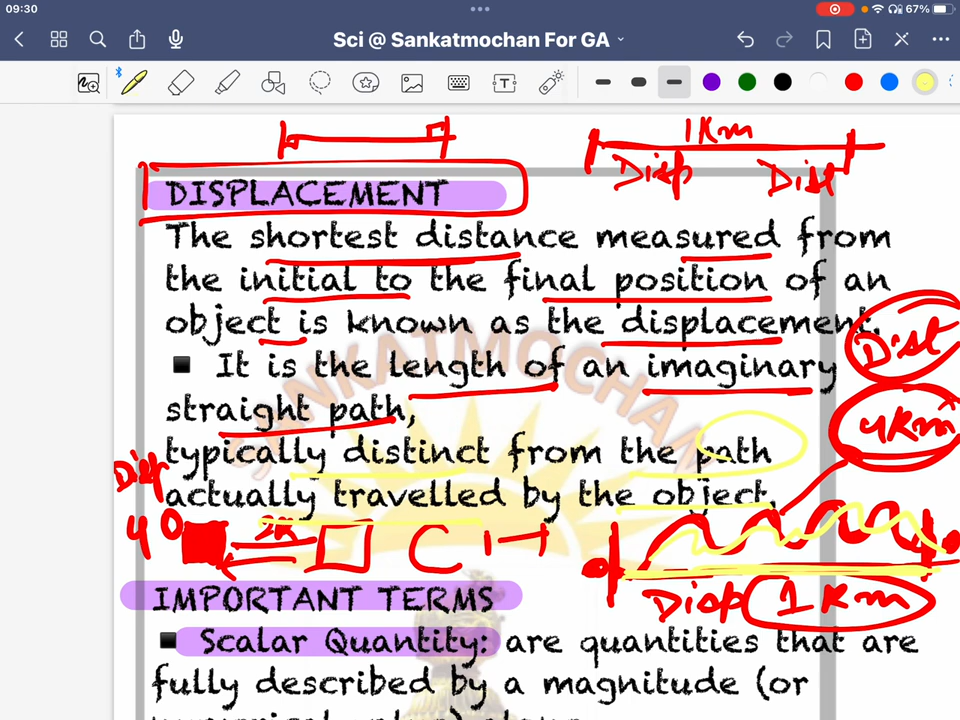 09:30
67%
Sci @ Sankatmochan For GA
1Km
Disp Dist
DISPLACEMENT
The shortest distance measured from
the initial to the final position of an
object is known as the displacement.
Dist
It is the length of an imaginary
straight path,
4Km
typically distinct from the path
Disp
actually travelled by the object.
40
2K
Disp 1Km
IMPORTANT TERMS
Scalar Quantity: are quantities that are
fully described by a magnitude (or
SANKATMOCHAN